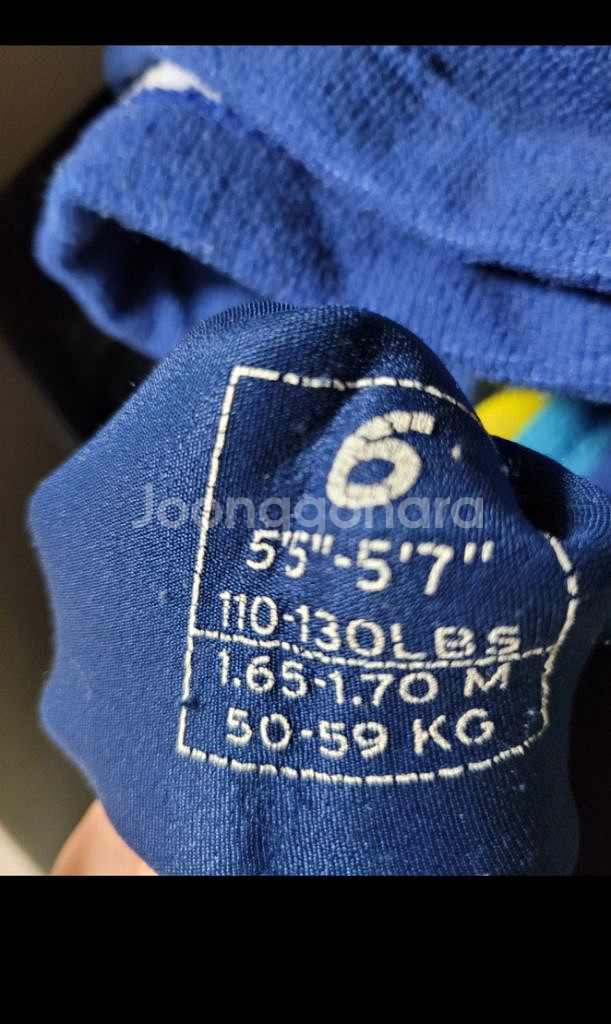 6
Joonggonara
5'5"-5'7"
110-130LBS
1.65-1.70 M
50-59 KG